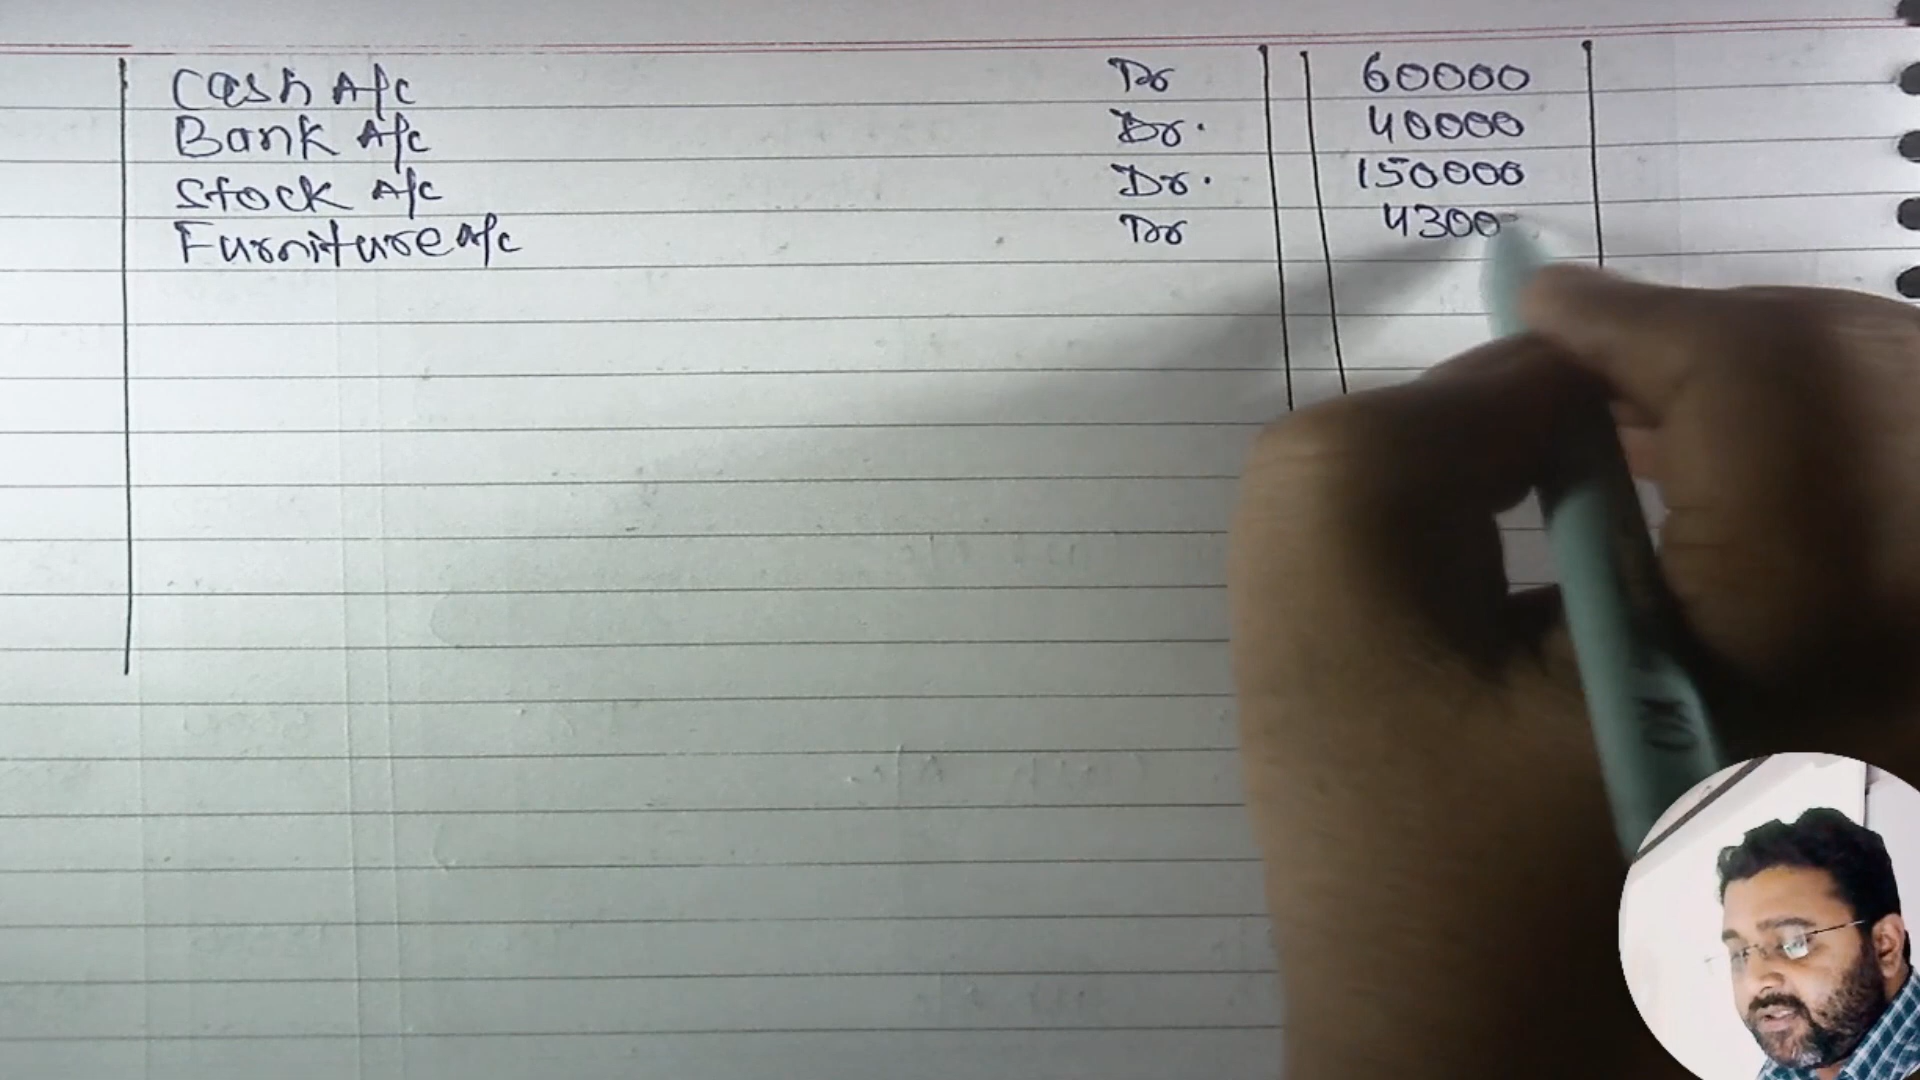 Cash A/c Dr 60000
Bank A/c Dr. 40000
Stock A/c Dr. 150000
Furniture A/c Dr 4300